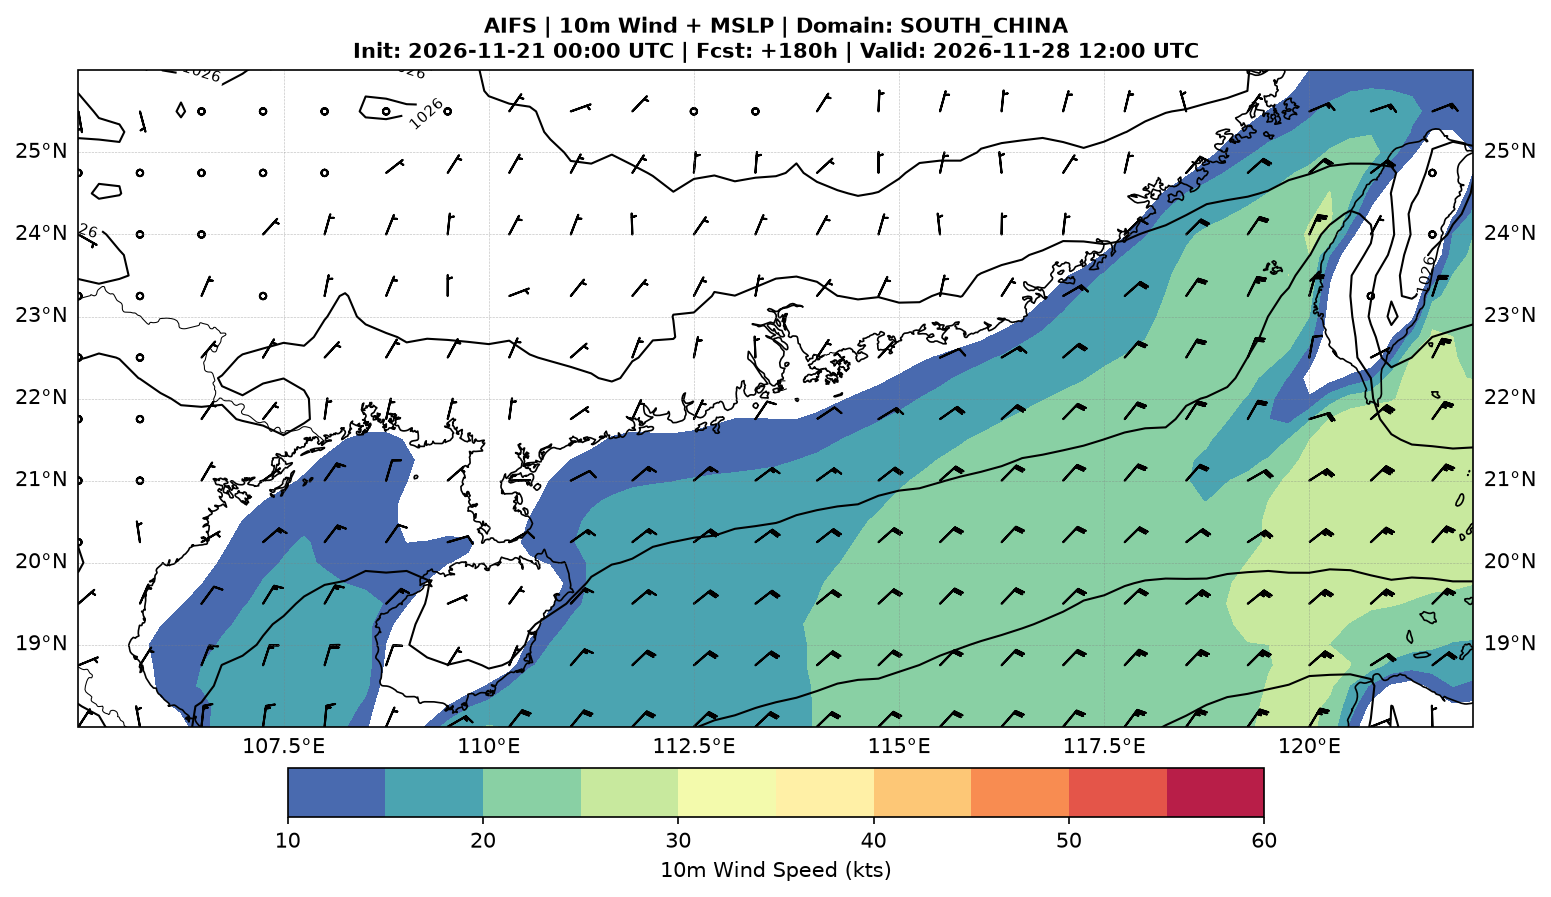 AIFS | 10m Wind + MSLP | Domain: SOUTH_CHINA
Init: 2026-11-21 00:00 UTC | Fcst: +180h | Valid: 2026-11-28 12:00 UTC
1026
25°N 25°N
24°N 24°N
26
1026
23°N 23°N
22°N 22°N
21°N 21°N
20°N 20°N
19°N 19°N
107.5°E 110°E 112.5°E 115°E 117.5°E 120°E
10 20 30 40 50 60
10m Wind Speed (kts)